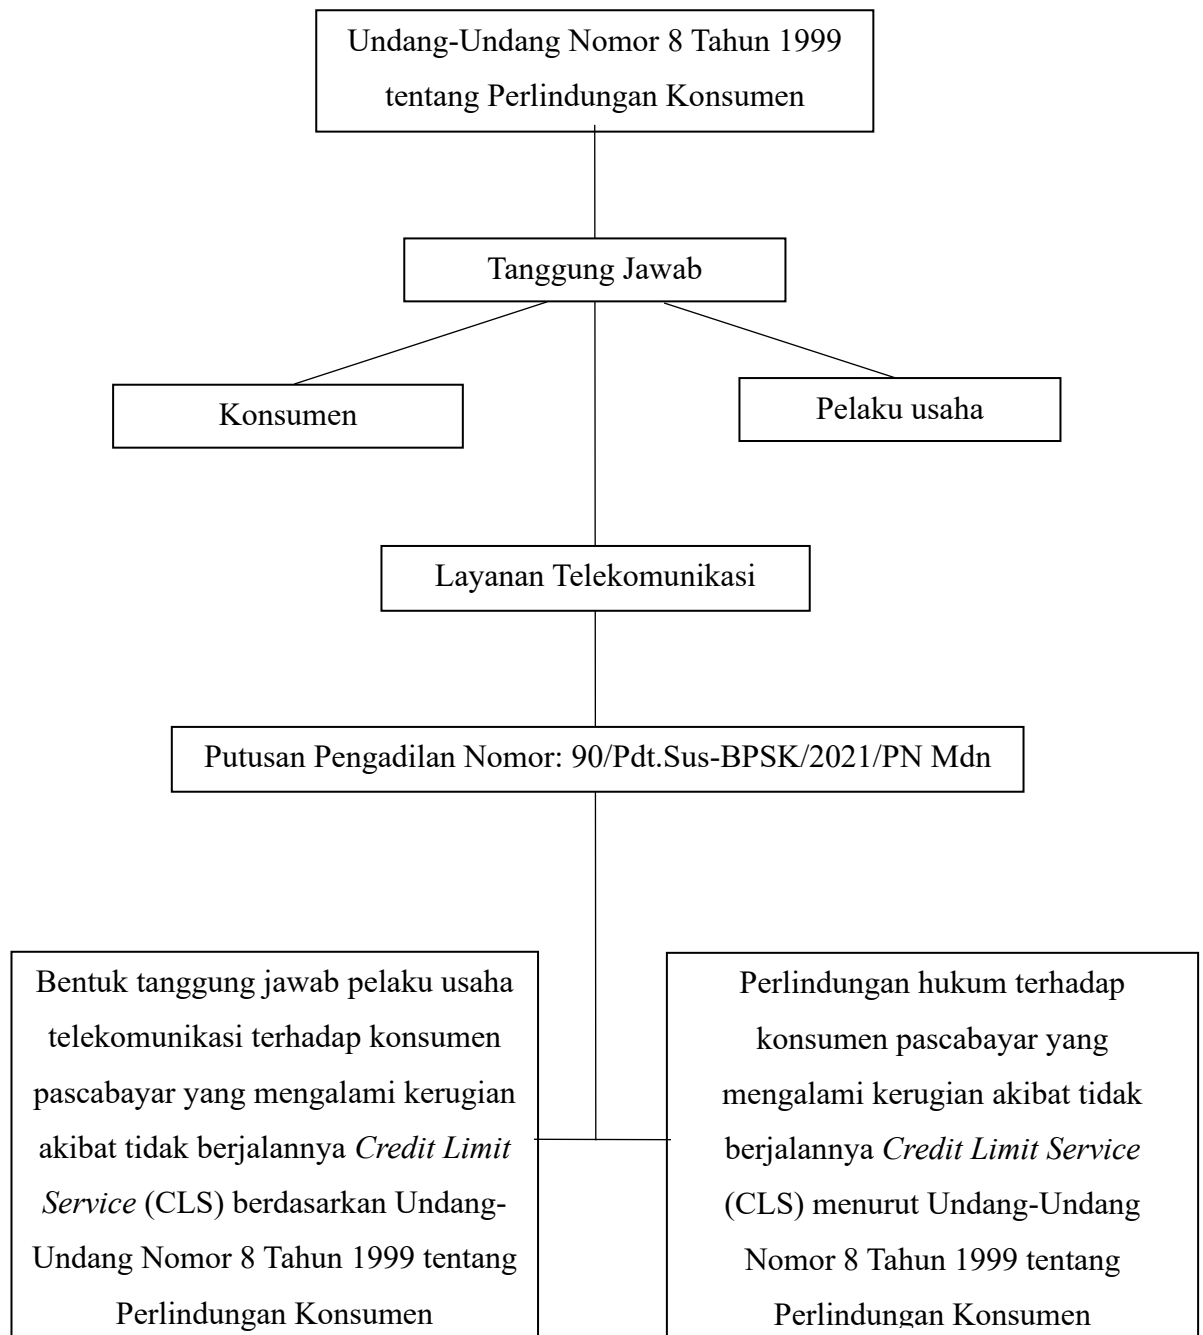 Undang-Undang Nomor 8 Tahun 1999
tentang Perlindungan Konsumen
Tanggung Jawab
Konsumen
Pelaku usaha
Layanan Telekomunikasi
Putusan Pengadilan Nomor: 90/Pdt.Sus-BPSK/2021/PN Mdn
Bentuk tanggung jawab pelaku usaha
telekomunikasi terhadap konsumen
pascabayar yang mengalami kerugian
akibat tidak berjalannya Credit Limit
Service (CLS) berdasarkan Undang-
Undang Nomor 8 Tahun 1999 tentang
Perlindungan Konsumen
Perlindungan hukum terhadap
konsumen pascabayar yang
mengalami kerugian akibat tidak
berjalannya Credit Limit Service
(CLS) menurut Undang-Undang
Nomor 8 Tahun 1999 tentang
Perlindungan Konsumen